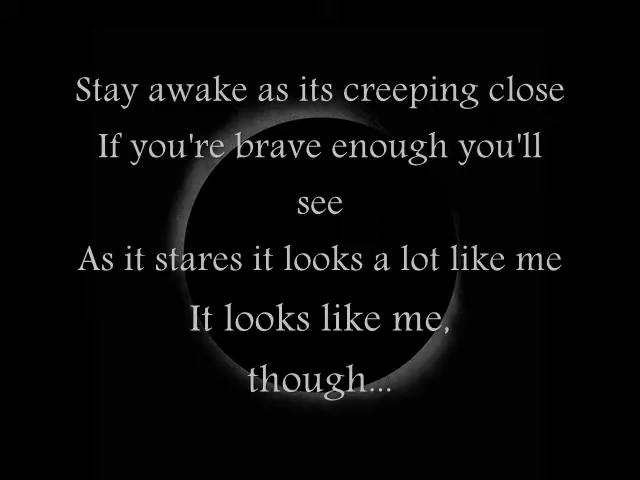 Stay awake as its creeping close
If you're brave enough you'll
see
As it stares it looks a lot like me
It looks like me,
though...